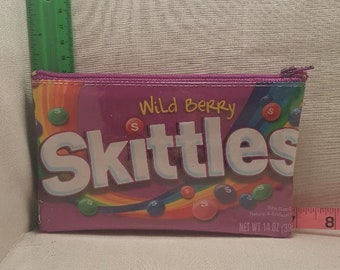 Wild Berry
Skittles
NET WT 14 OZ
8